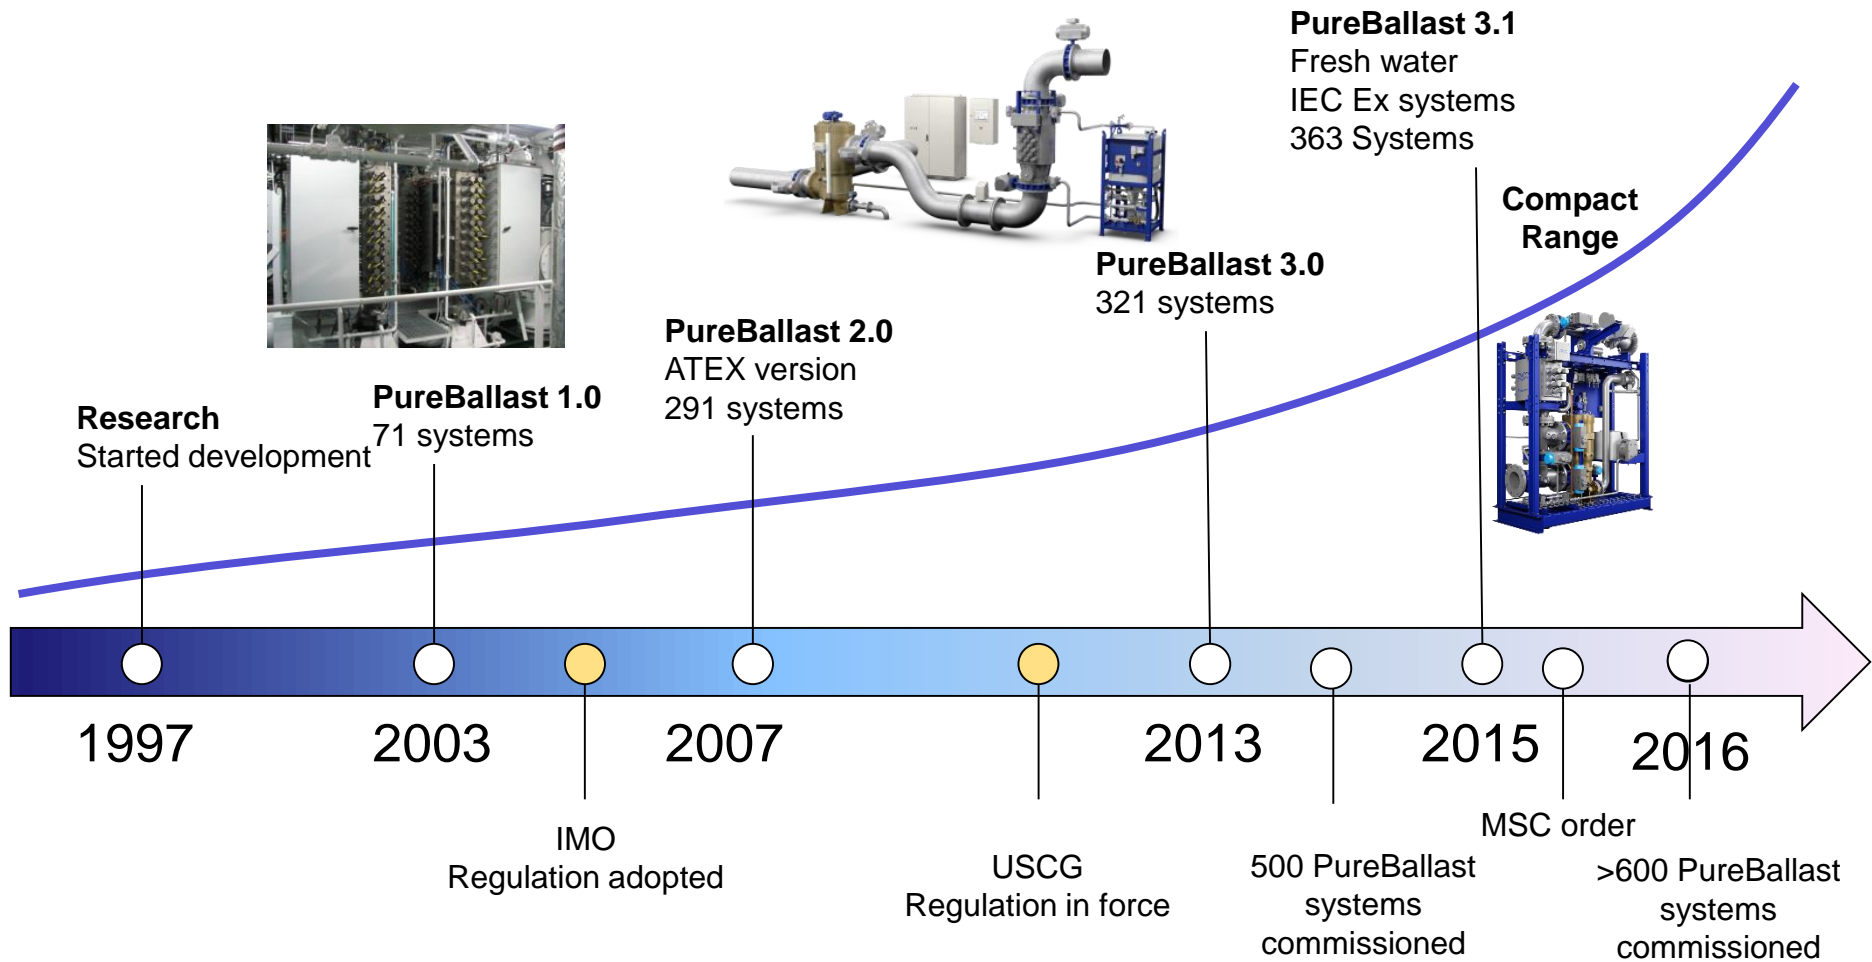 PureBallast 3.1
Fresh water
IEC Ex systems
363 Systems
Compact
Range
PureBallast 3.0
321 systems
PureBallast 2.0
ATEX version
291 systems
PureBallast 1.0
71 systems
Research
Started development
1997
2003
2007
2013
2015
2016
IMO
Regulation adopted
USCG
Regulation in force
500 PureBallast
systems
commissioned
MSC order
>600 PureBallast
systems
commissioned